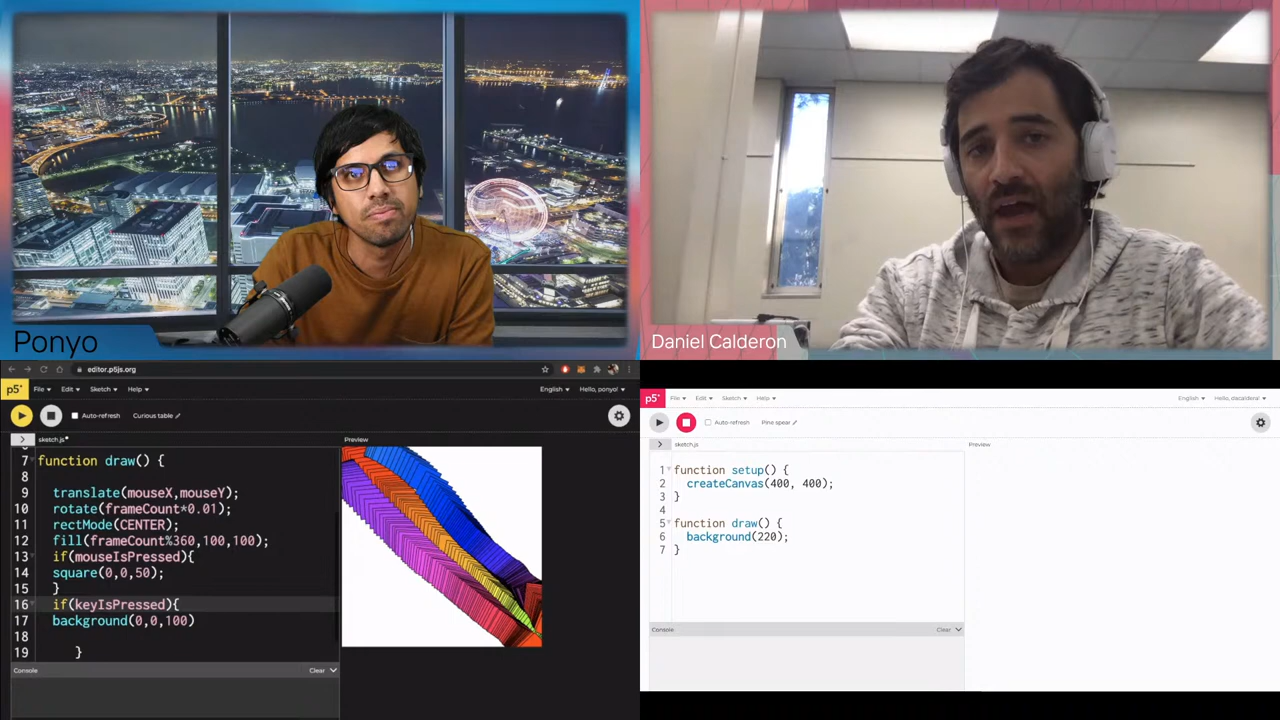 Ponyo
Daniel Calderon
editor.p5js.org
p5*
File
Edit
Sketch
Help
English
Hello, ponyo!
Auto-refresh
Curious table
sketch.js
Preview
7 function draw() {
8
9 translate(mouseX,mouseY);
10 rotate(frameCount*0.01);
11 rectMode(CENTER);
12 fill(frameCount%360,100,100);
13 if(mouseIsPressed){
14 square(0,0,50);
15 }
16 if(keyIsPressed){
17 background(0,0,100)
18
19 }
Console
Clear
p5*
File
Edit
Sketch
Help
English
Auto-refresh
Pine spear
sketch.js
Preview
1 function setup() {
2 createCanvas(400, 400);
3 }
4
5 function draw() {
6 background(220);
7 }
Console
Clear